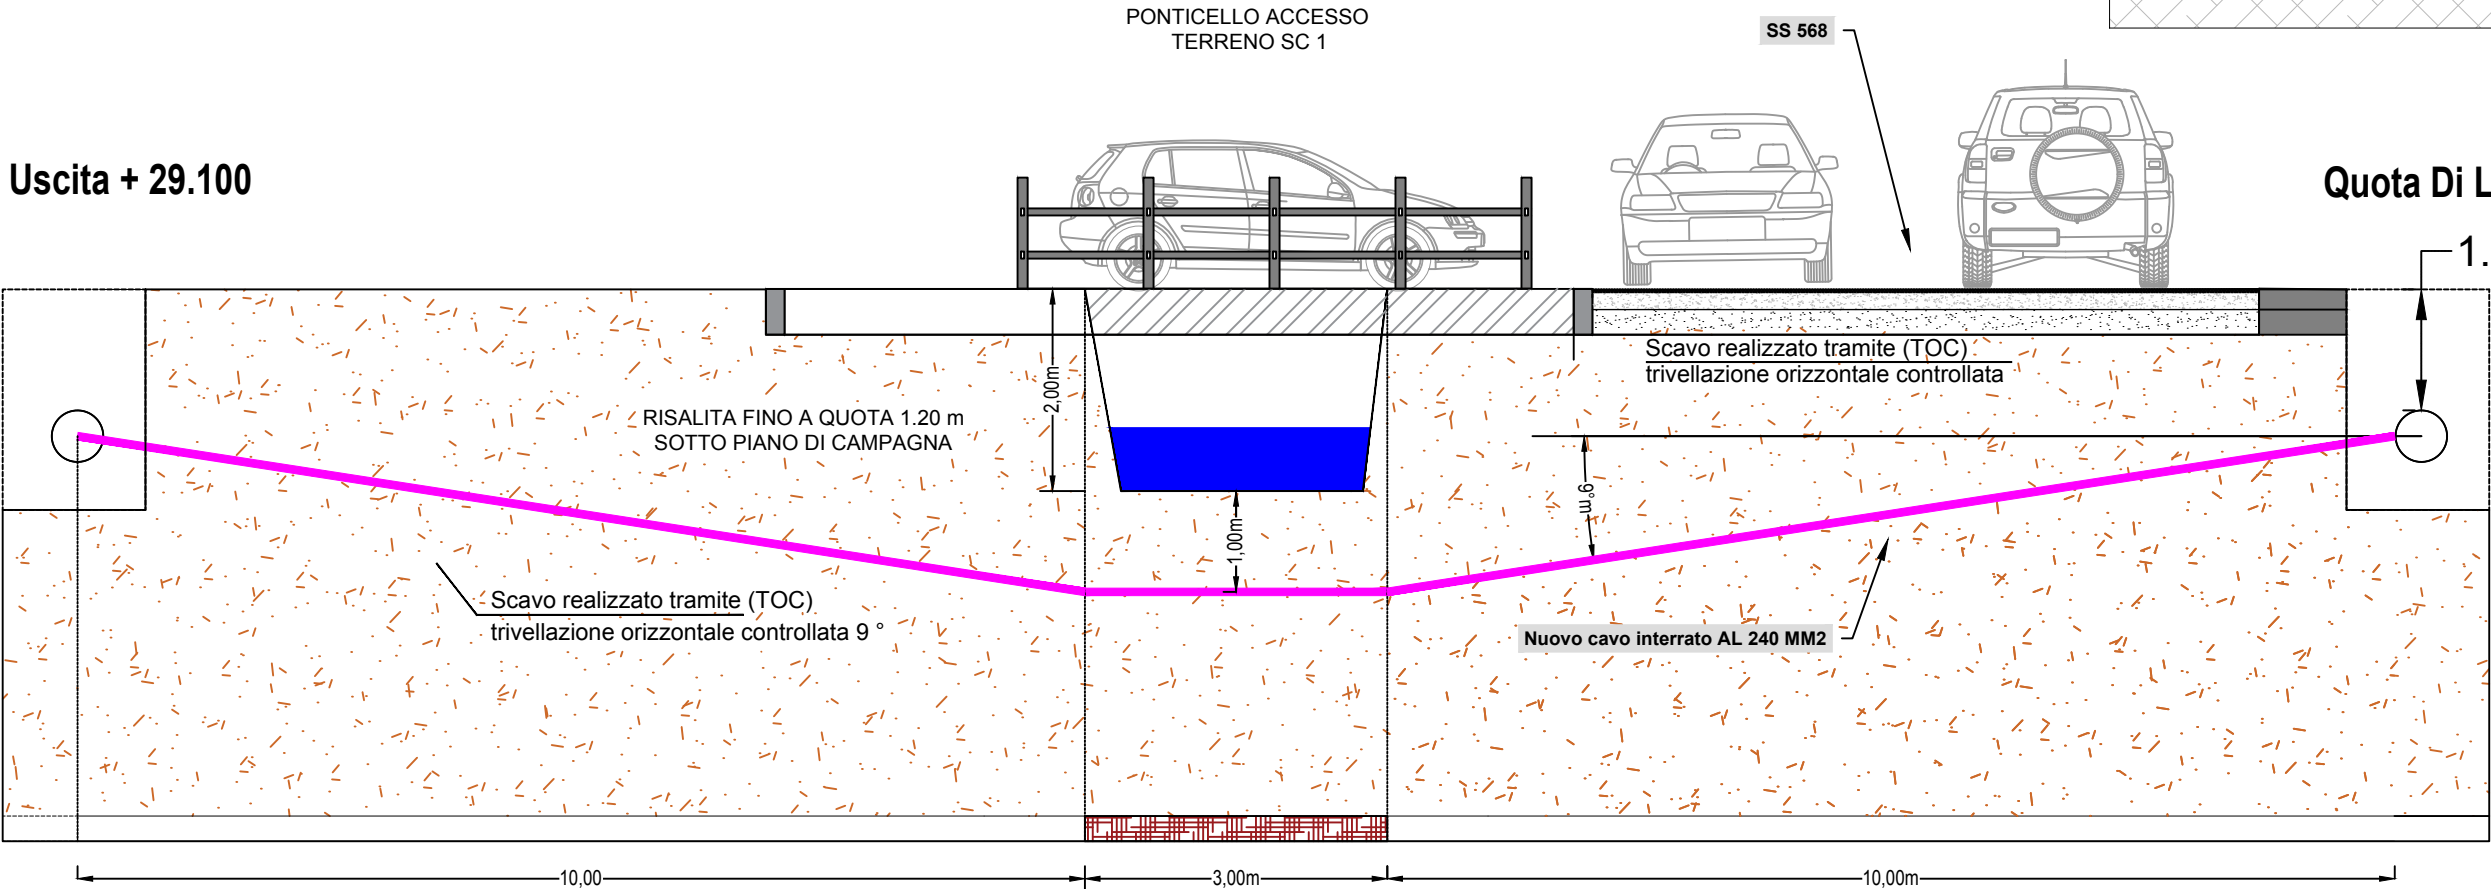 PONTICELLO ACCESSO
TERRENO SC 1
SS 568
Uscita + 29.100
Quota Di L
1.
2,00m
Scavo realizzato tramite (TOC)
trivellazione orizzontale controllata
RISALITA FINO A QUOTA 1.20 m
SOTTO PIANO DI CAMPAGNA
9°m
1,00m
Scavo realizzato tramite (TOC)
trivellazione orizzontale controllata 9 °
Nuovo cavo interrato AL 240 MM2
10,00
3,00m
10,00m